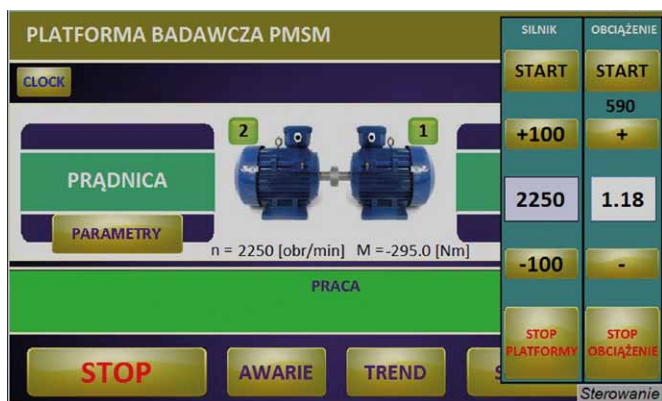 PLATFORMA BADAWCZA PMSM
CLOCK
2
1
PRĄDNICA
PARAMETRY
n = 2250 [obr/min] M =-295.0 [Nm]
PRACA
STOP
AWARIE
TREND
SILNIK
START
+100
2250
-100
STOP
PLATFORMY
OBCIĄŻENIE
START
590
+
1.18
-
STOP
OBCIĄŻENIE
Sterowanie